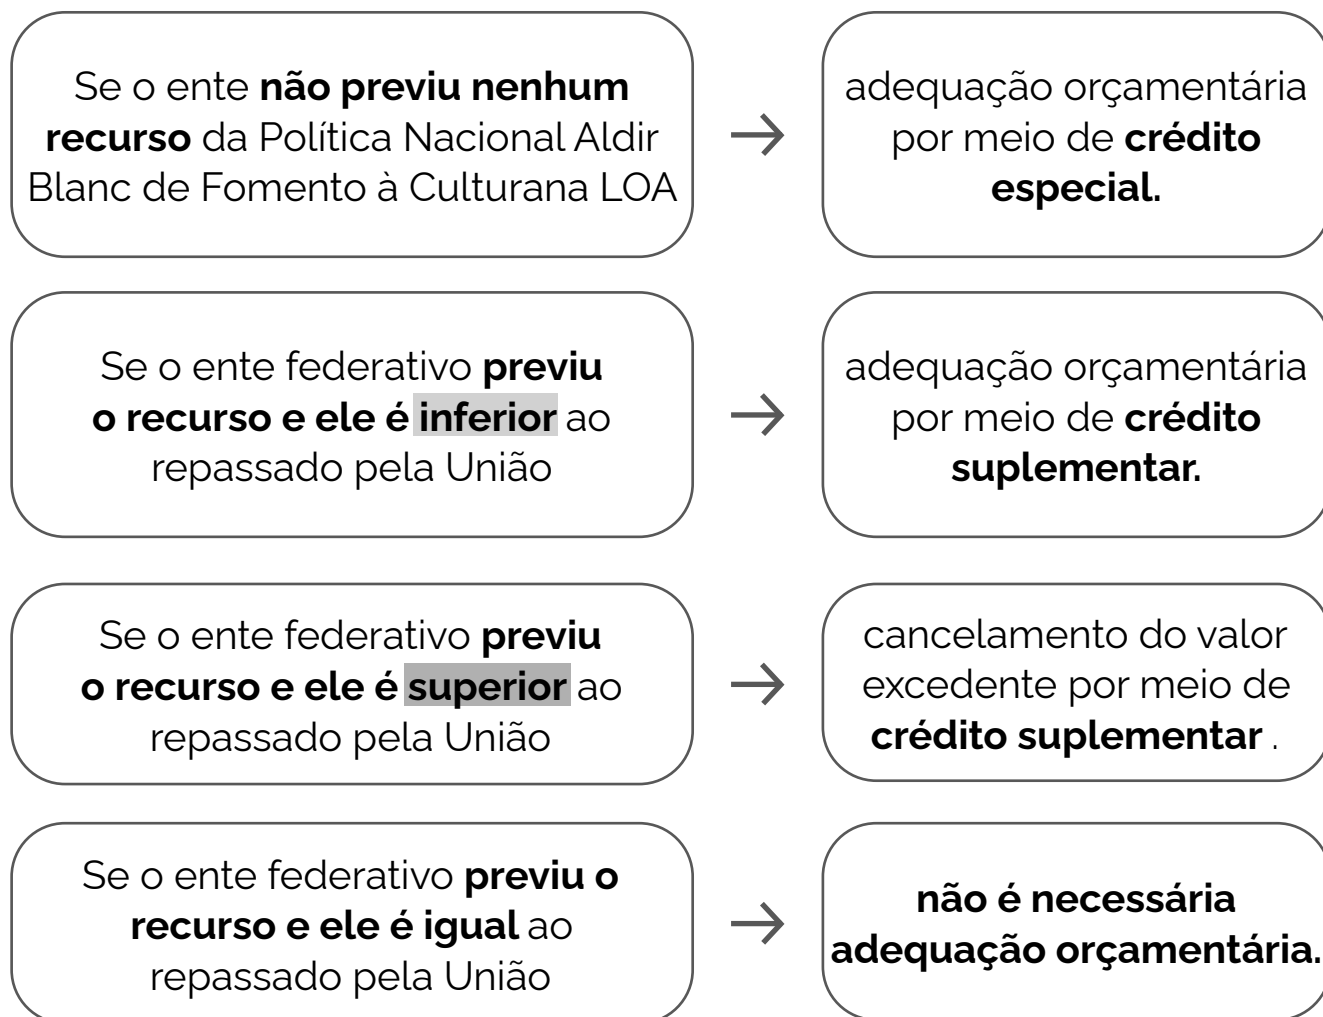 Se o ente não previu nenhum
recurso da Política Nacional Aldir
Blanc de Fomento à Culturana LOA
→
adequação orçamentária
por meio de crédito
especial.
Se o ente federativo previu
o recurso e ele é inferior ao
repassado pela União
→
adequação orçamentária
por meio de crédito
suplementar.
Se o ente federativo previu
o recurso e ele é superior ao
repassado pela União
→
cancelamento do valor
excedente por meio de
crédito suplementar .
Se o ente federativo previu o
recurso e ele é igual ao
repassado pela União
→
não é necessária
adequação orçamentária.